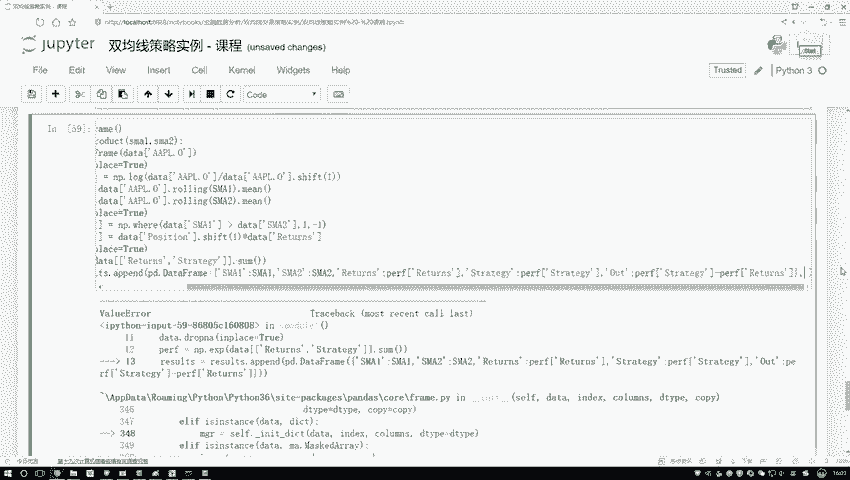 jupyter 双均线策略实例 - 课程 (unsaved changes)
File Edit View Insert Cell Kernel Widgets Help
Trusted Python 3
Code
In [59]:
ame()
oduct(sma1,sma2):
rame(data['AAPL.O'])
place=True)
= np.log(data['AAPL.O']/data['AAPL.O'].shift(1))
data['AAPL.O'].rolling(SMA1).mean()
data['AAPL.O'].rolling(SMA2).mean()
place=True)
] = np.where(data['SMA1'] > data['SMA2'],1,-1)
] = data['Position'].shift(1)*data['Returns']
place=True)
data[['Returns','Strategy']].sum())
ts.append(pd.DataFrame({'SMA1':SMA1,'SMA2':SMA2,'Returns':perf['Returns'],'Strategy':perf['Strategy'],'Out':perf['Strategy']-perf['Returns']},
ValueError Traceback (most recent call last)
<ipython-input-59-86805c160808> in
11 data.dropna(inplace=True)
12 perf = np.exp(data[['Returns','Strategy']].sum())
---> 13 results = results.append(pd.DataFrame({'SMA1':SMA1,'SMA2':SMA2,'Returns':perf['Returns'],'Strategy':perf['Strategy'],'Out':pe
rf['Strategy']-perf['Returns']}))
~\AppData\Roaming\Python\Python36\site-packages\pandas\core\frame.py in (self, data, index, columns, dtype, copy)
346 dtype=dtype, copy=copy)
347 elif isinstance(data, dict):
--> 348 mgr = self._init_dict(data, index, columns, dtype=dtype)
349 elif isinstance(data, ma.MaskedArray):